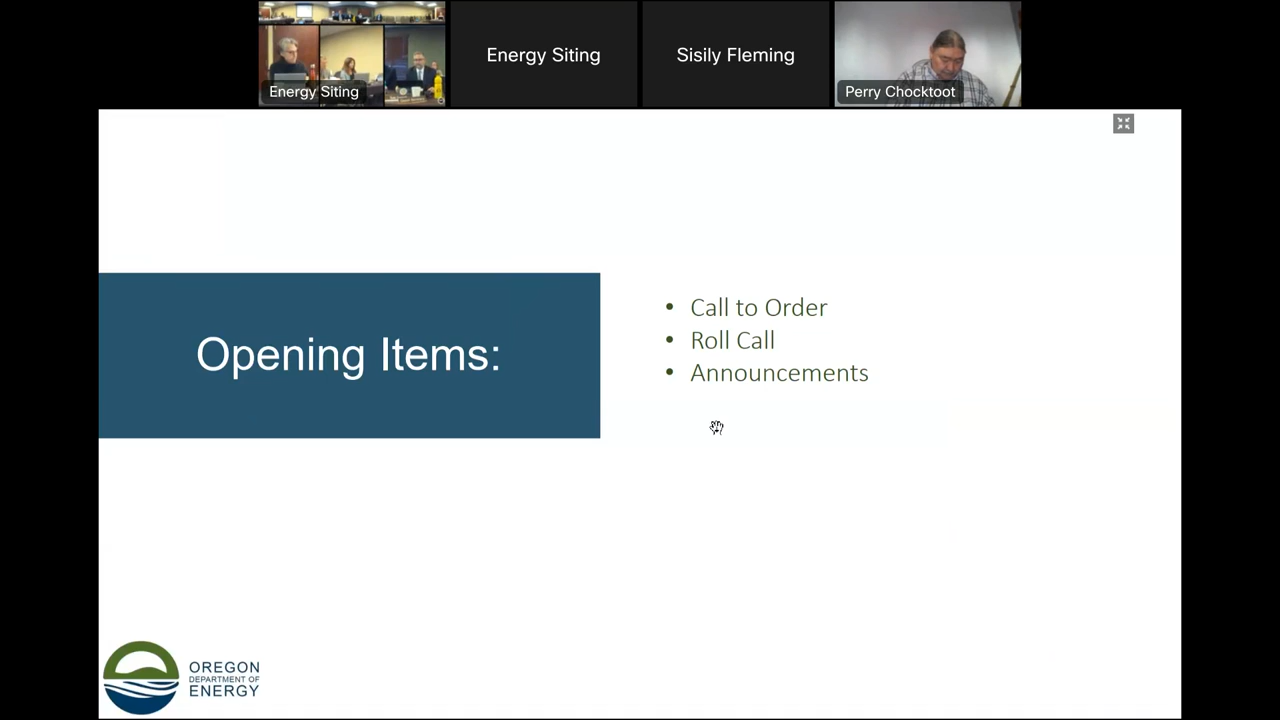 Energy Siting
Energy Siting
Sisily Fleming
Perry Chocktoot
Opening Items:
• Call to Order
• Roll Call
• Announcements
OREGON
DEPARTMENT OF
ENERGY